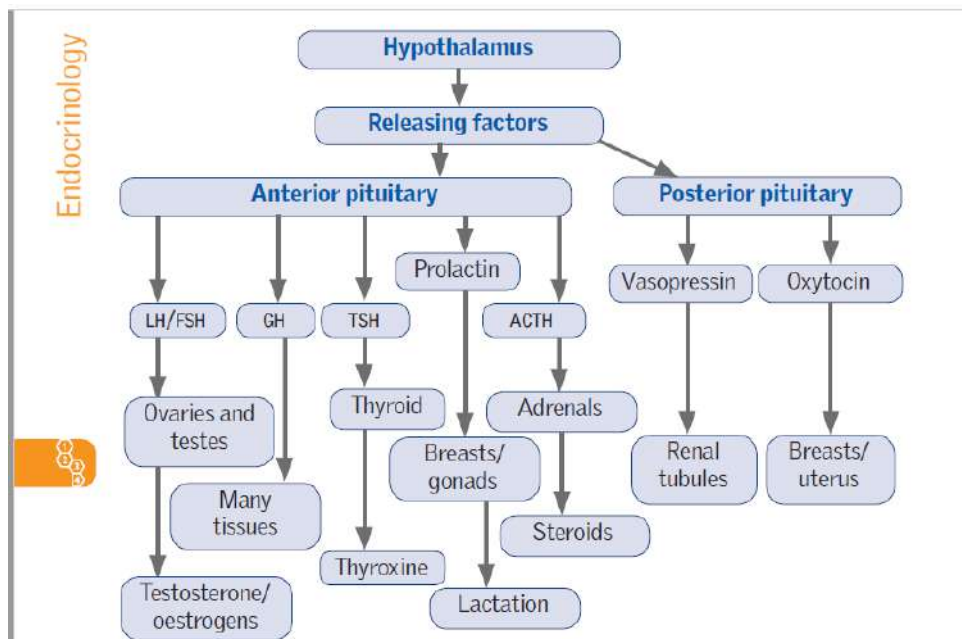 Endocrinology
Hypothalamus
Releasing factors
Anterior pituitary
Posterior pituitary
Prolactin
Vasopressin
Oxytocin
LH/FSH
GH
TSH
ACTH
Ovaries and
testes
Thyroid
Adrenals
Breasts/
gonads
Renal
tubules
Breasts/
uterus
Many
tissues
Steroids
Thyroxine
Testosterone/
oestrogens
Lactation